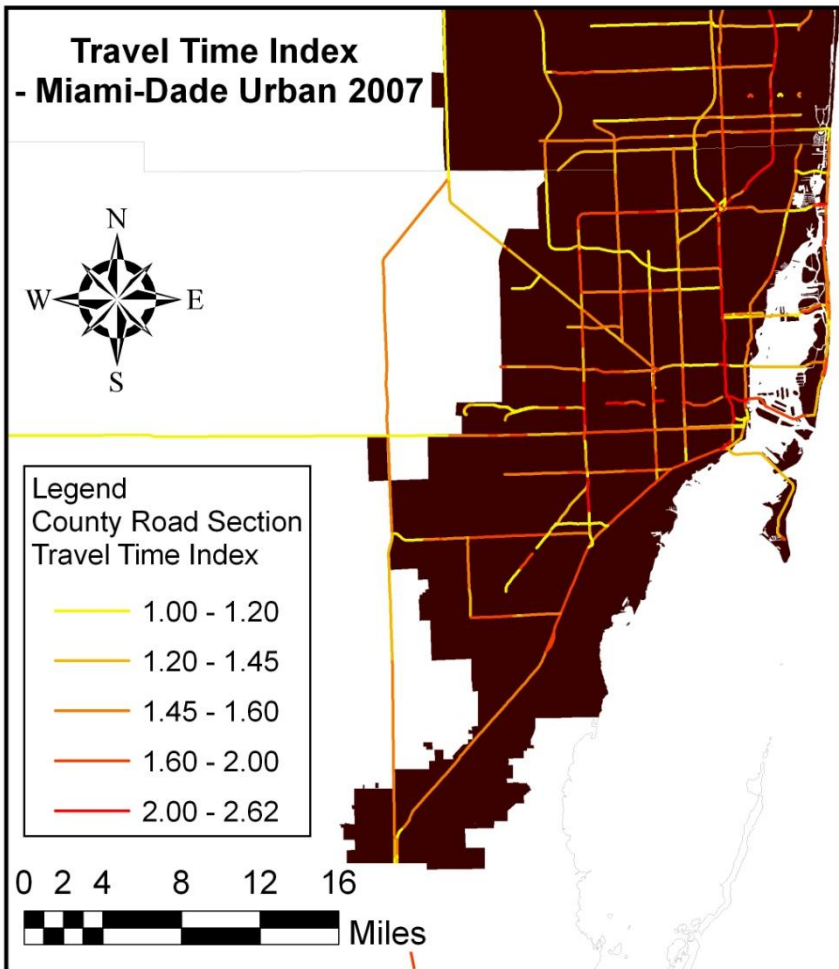 Travel Time Index
- Miami-Dade Urban 2007
N
W E
S
Legend
County Road Section
Travel Time Index
1.00 - 1.20
1.20 - 1.45
1.45 - 1.60
1.60 - 2.00
2.00 - 2.62
0 2 4 8 12 16
Miles